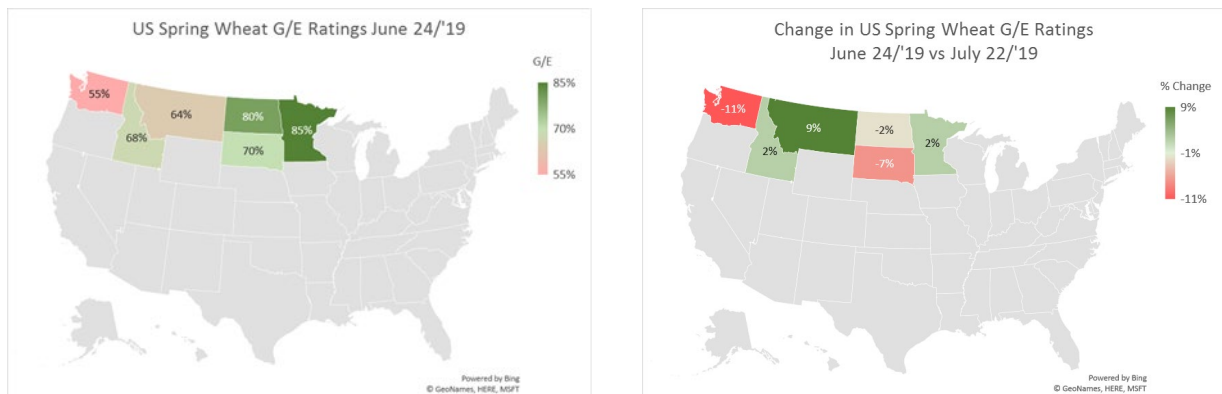 US Spring Wheat G/E Ratings June 24/'19
G/E
85%
70%
55%
55%
64%
80%
85%
68%
70%
Powered by Bing
© GeoNames, HERE, MSFT
Change in US Spring Wheat G/E Ratings
June 24/'19 vs July 22/'19
% Change
9%
-1%
-11%
-11%
9%
-2%
2%
2%
-7%
Powered by Bing
© GeoNames, HERE, MSFT